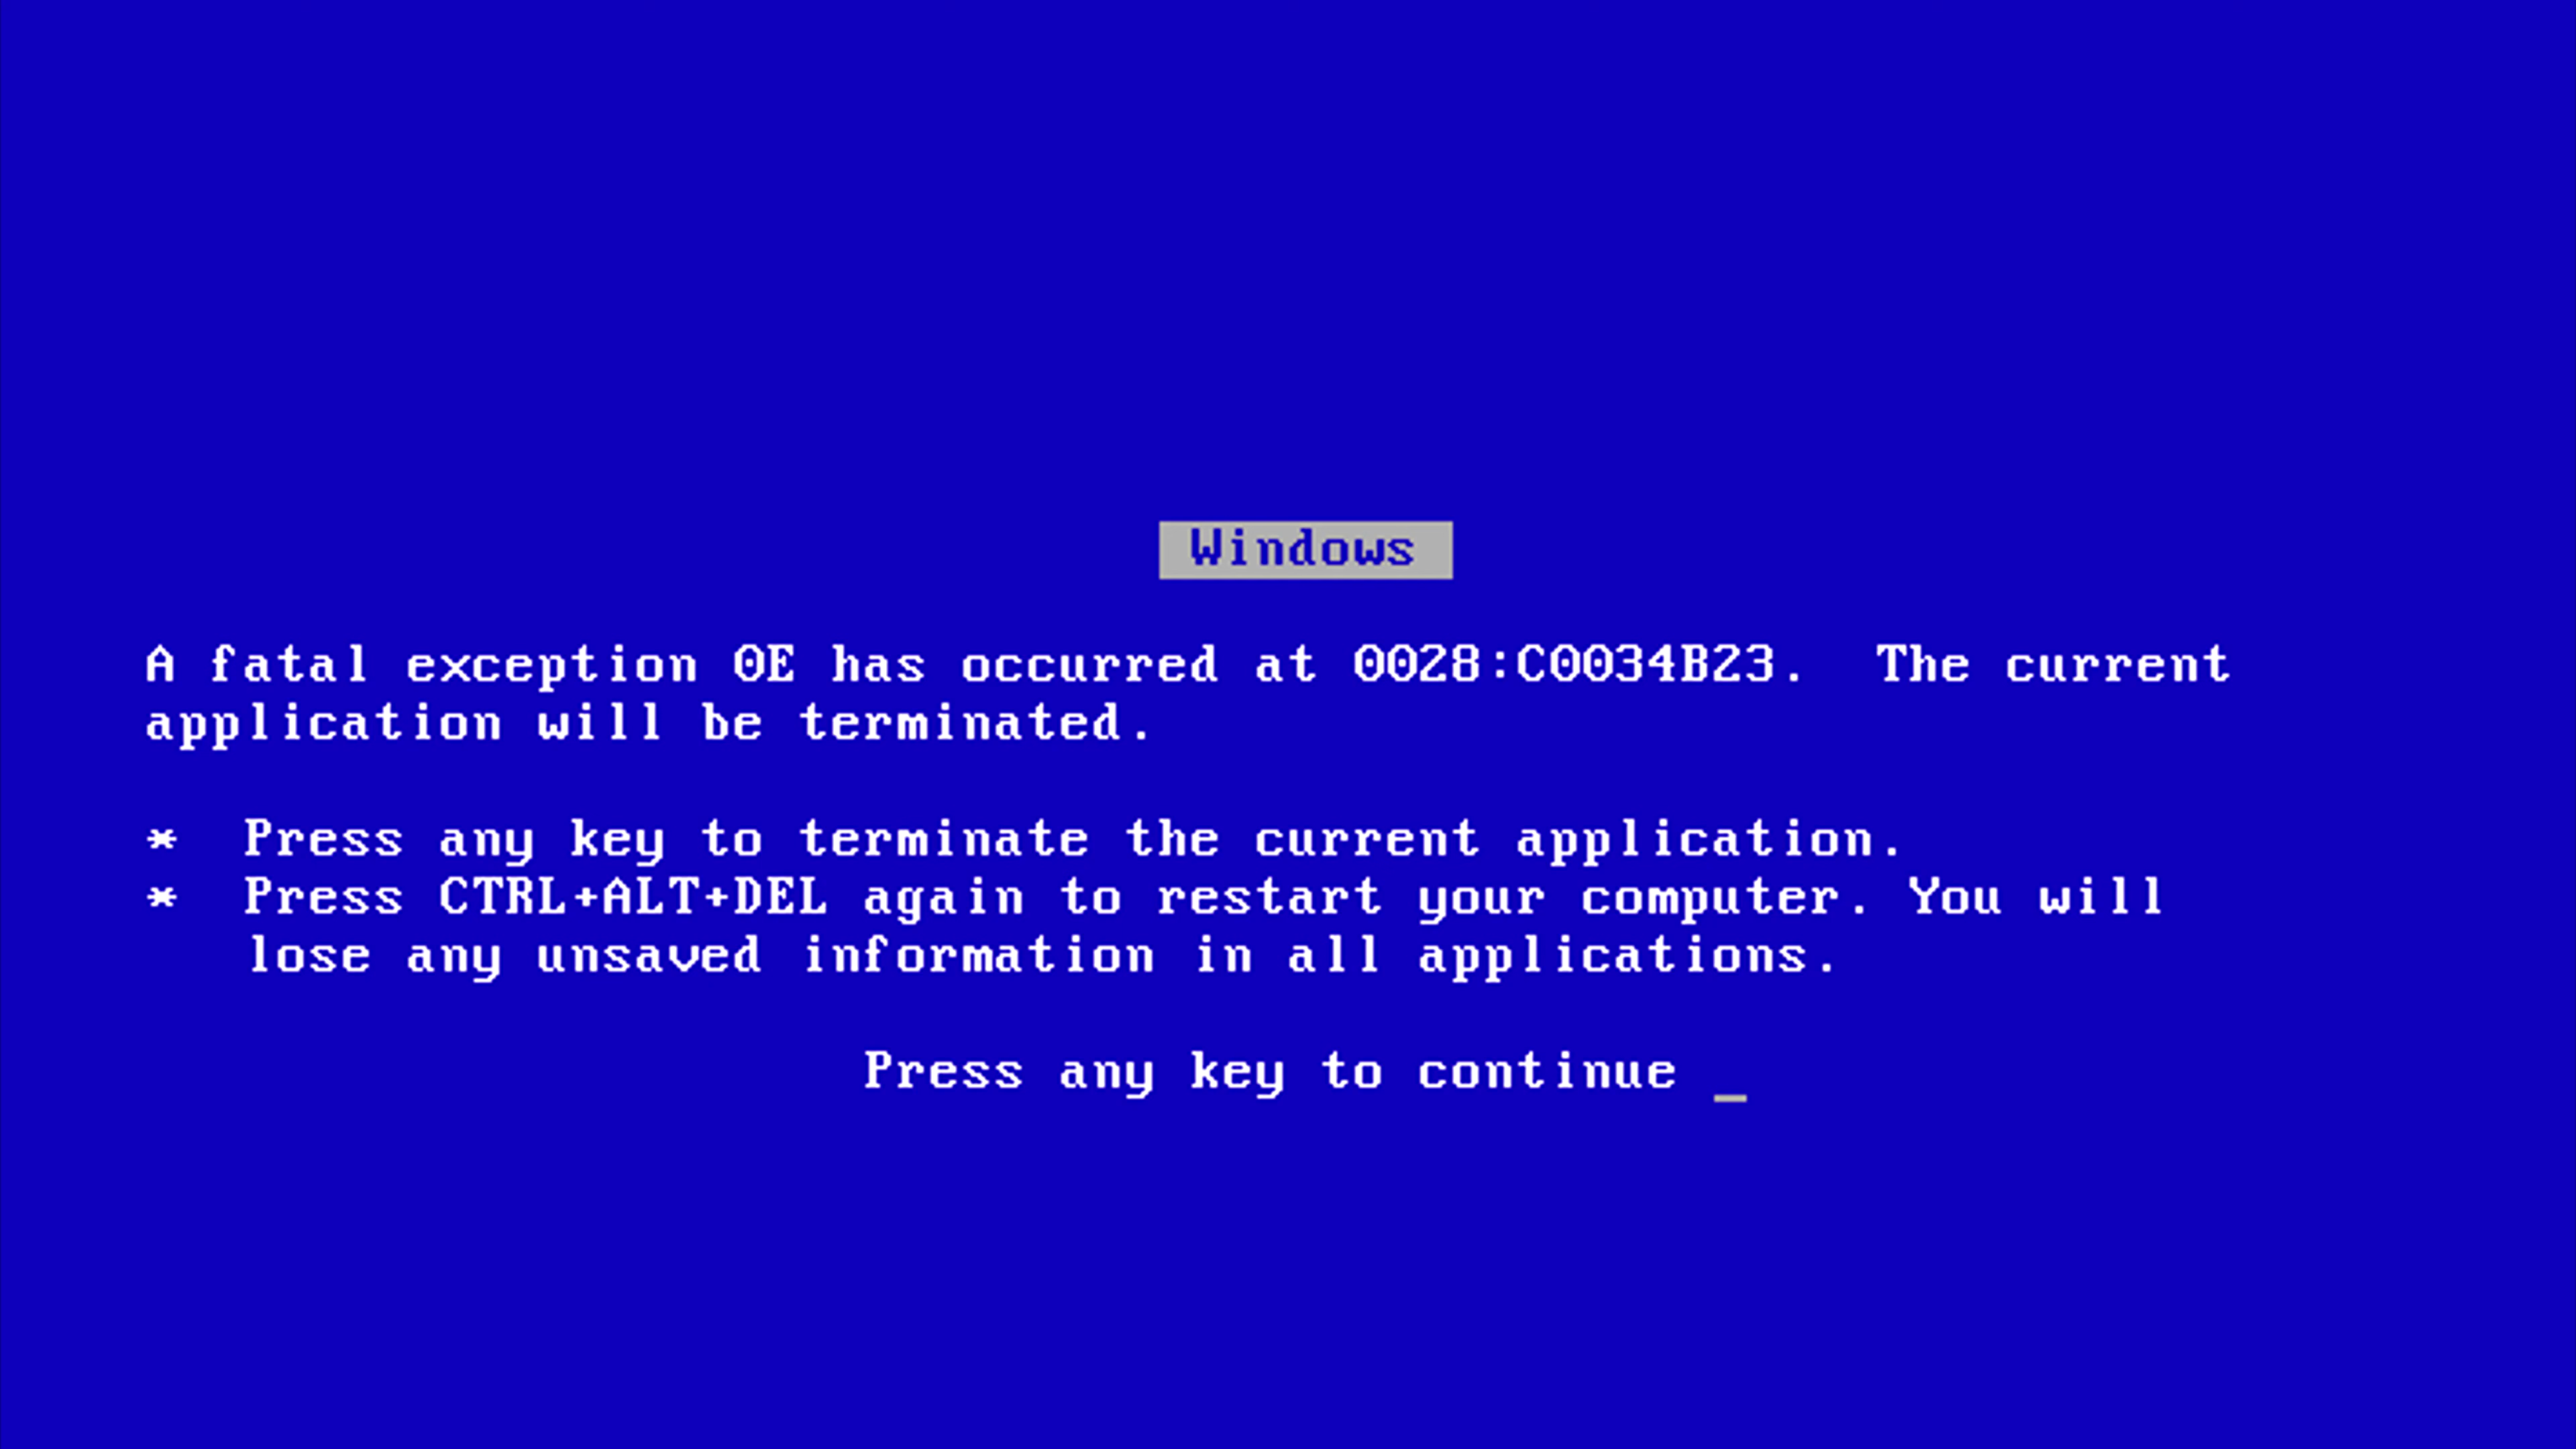 Windows
A fatal exception 0E has occurred at 0028:C0034B23.  The current
application will be terminated.
*  Press any key to terminate the current application.
*  Press CTRL+ALT+DEL again to restart your computer. You will
lose any unsaved information in all applications.
Press any key to continue _